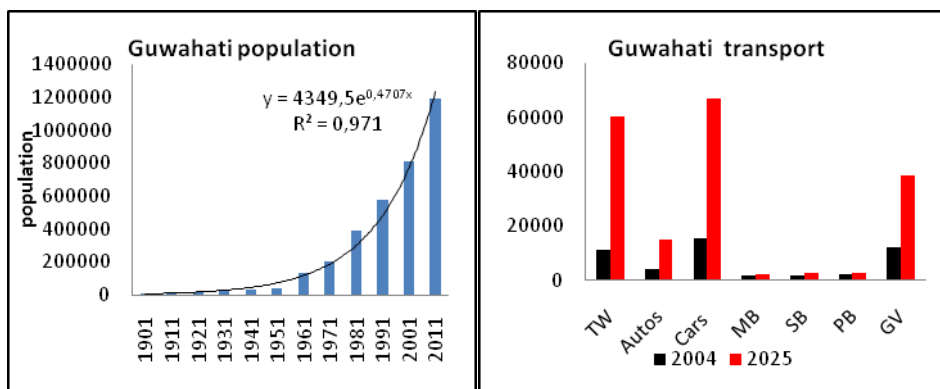 Guwahati population
1400000
1200000
1000000
800000
600000
400000
200000
0
population
y = 4349,5e^0,4707x
R² = 0,971
1901
1911
1921
1931
1941
1951
1961
1971
1981
1991
2001
2011
Guwahati transport
80000
60000
40000
20000
0
TW
Autos
Cars
MB
SB
PB
GV
2004
2025